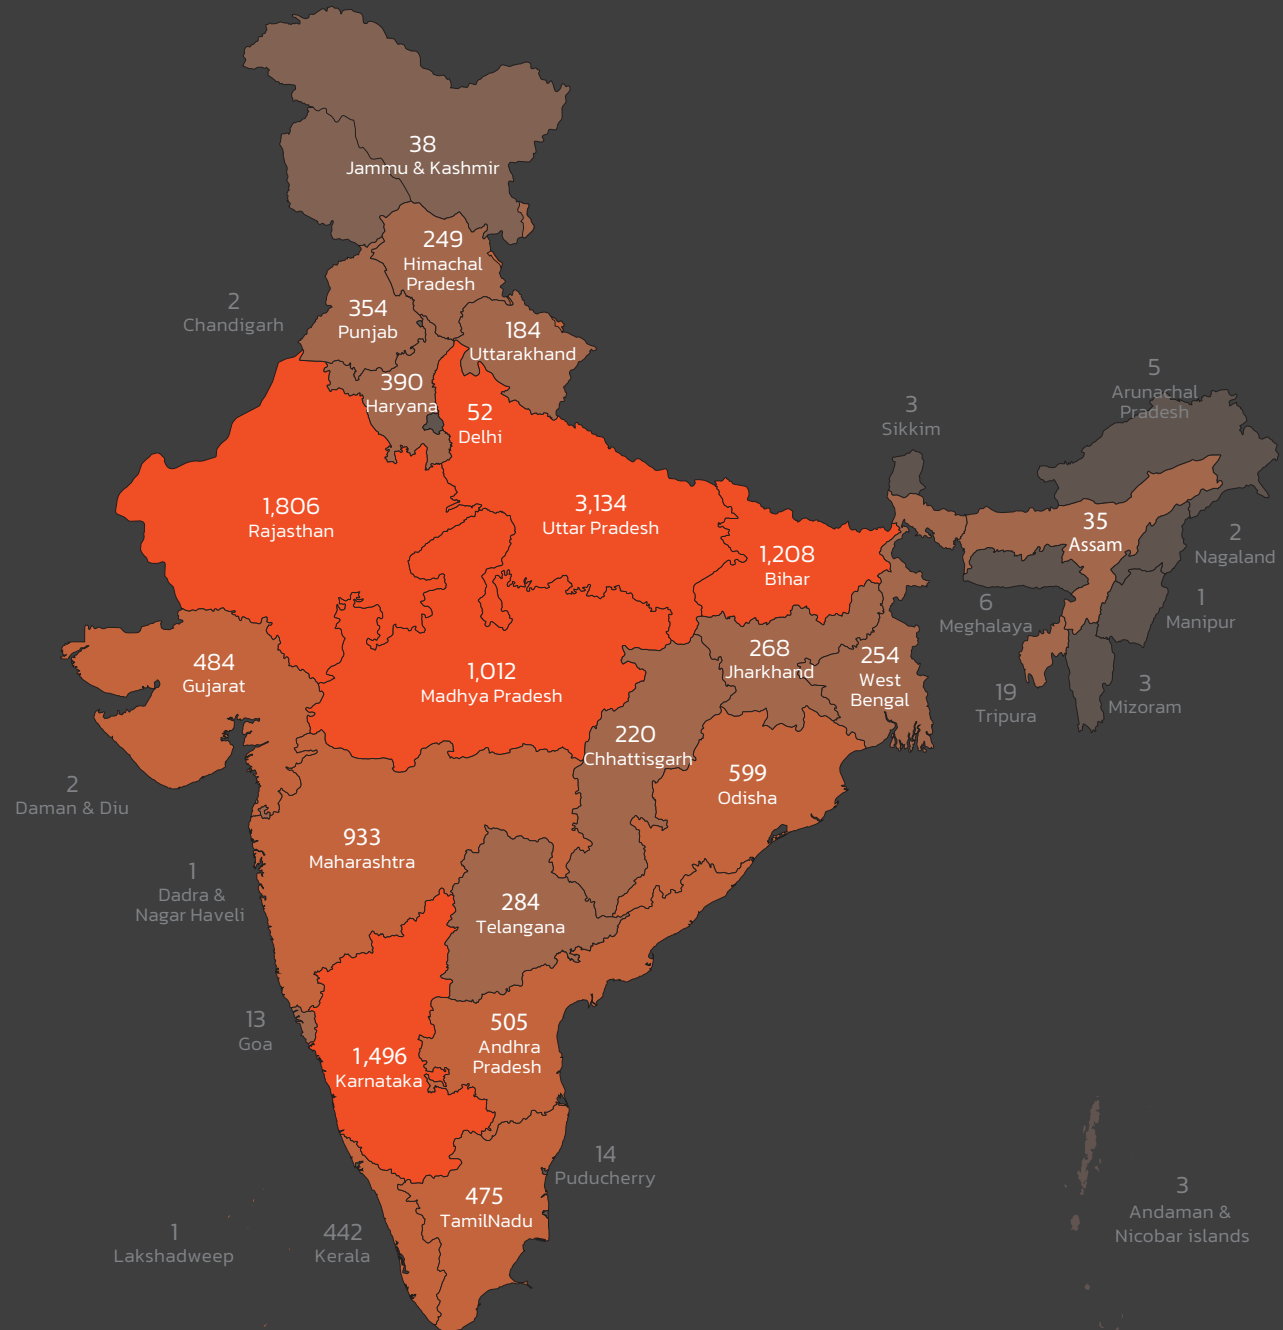 38
Jammu & Kashmir
249
Himachal
Pradesh
2
Chandigarh
354
Punjab
184
Uttarakhand
390
Haryana
52
Delhi
5
Arunachal
Pradesh
3
Sikkim
1,806
Rajasthan
3,134
Uttar Pradesh
1,208
Bihar
35
Assam
2
Nagaland
6
Meghalaya
1
Manipur
484
Gujarat
1,012
Madhya Pradesh
268
Jharkhand
254
West
Bengal
19
Tripura
3
Mizoram
220
Chhattisgarh
599
Odisha
2
Daman & Diu
933
Maharashtra
1
Dadra &
Nagar Haveli
284
Telangana
13
Goa
505
Andhra
Pradesh
1,496
Karnataka
14
Puducherry
475
TamilNadu
3
Andaman &
Nicobar islands
1
Lakshadweep
442
Kerala